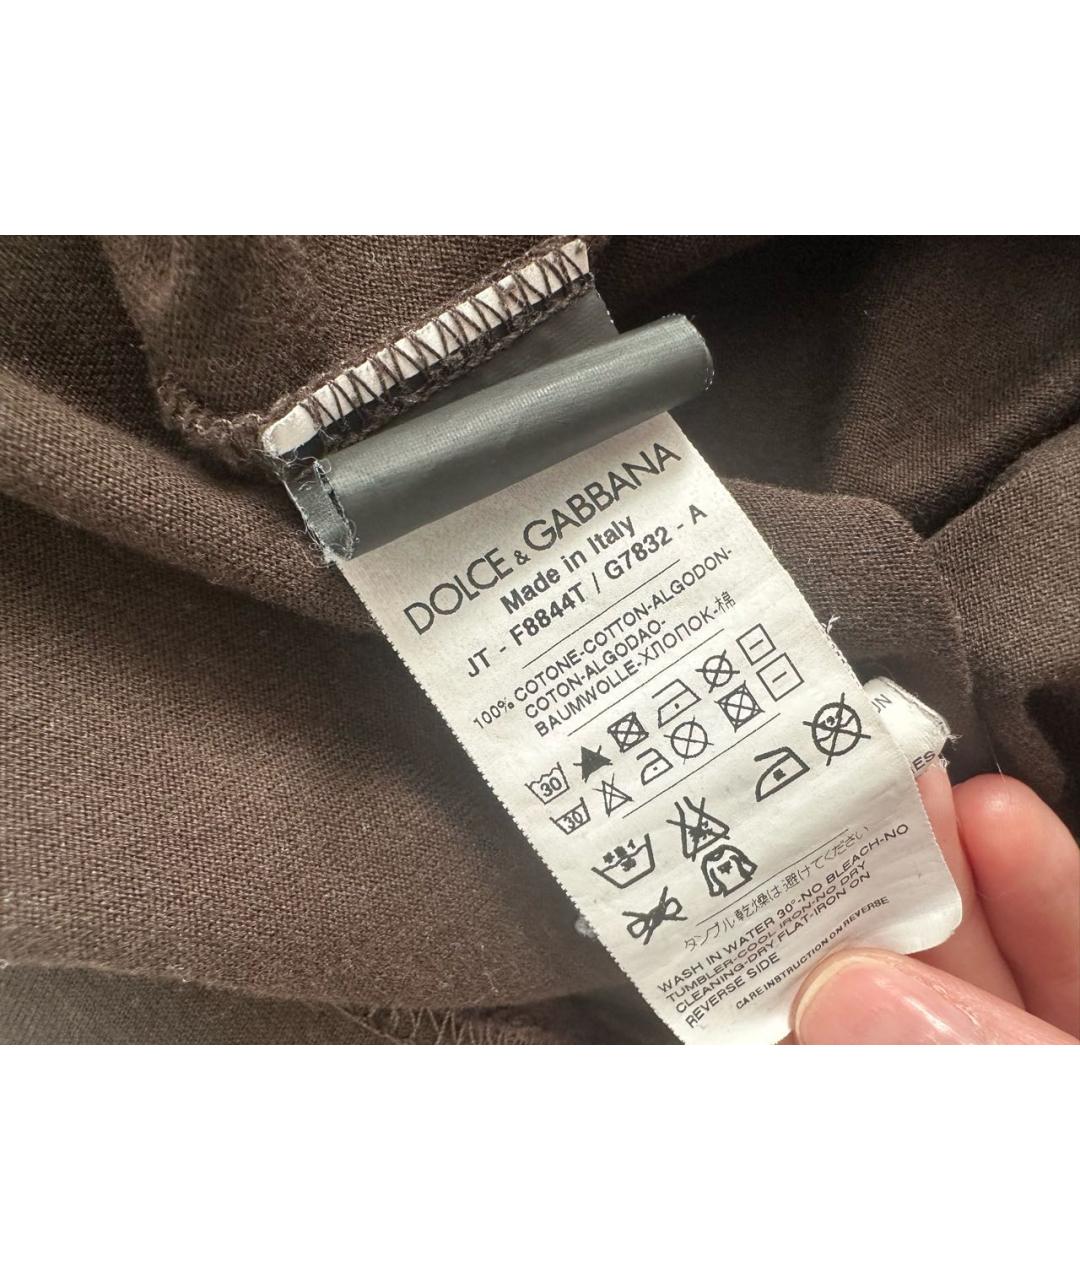 DOLCE & GABBANA
Made in Italy
JT - F8844T / G7832 - A
100% COTONE-COTTON-ALGODON-
COTON-ALGODAO-
BAUMWOLLE-ХЛОПОК-棉
30
30
タンブル乾燥は避けてください
WASH IN WATER 30°-NO BLEACH-NO
TUMBLER-COOL IRON-NO DRY
CLEANING-DRY FLAT-IRON ON
REVERSE SIDE
CARE INSTRUCTION ON REVERSE